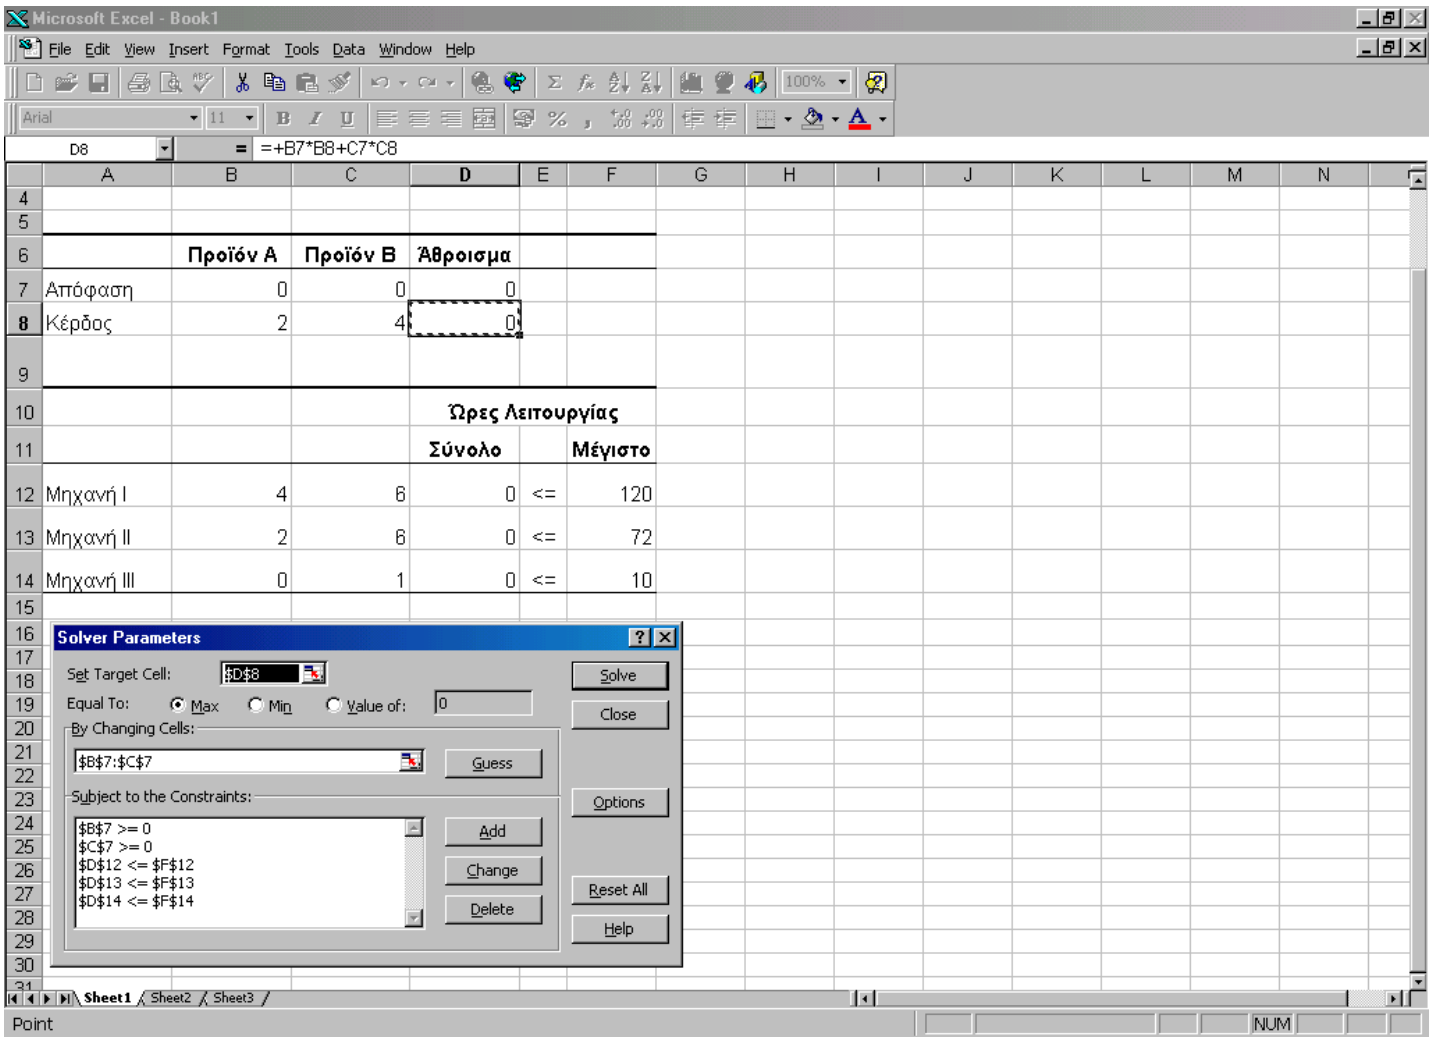 Microsoft Excel - Book1
File Edit View Insert Format Tools Data Window Help
100%
Arial 11 B I U
D8 = =+B7*B8+C7*C8
A B C D E F G H I J K L M N
4
5
6 Προϊόν Α Προϊόν Β Άθροισμα
7 Απόφαση 0 0 0
8 Κέρδος 2 4 0
9
10 Ώρες Λειτουργίας
11 Σύνολο Μέγιστο
12 Μηχανή Ι 4 6 0 <= 120
13 Μηχανή ΙΙ 2 6 0 <= 72
14 Μηχανή ΙΙΙ 0 1 0 <= 10
15
16
17
18
19
20
21
22
23
24
25
26
27
28
29
30
31
Solver Parameters
Set Target Cell: $D$8 Solve
Equal To: Max Min Value of: 0
Close
By Changing Cells:
$B$7:$C$7 Guess
Subject to the Constraints: Options
$B$7 >= 0 Add
$C$7 >= 0
$D$12 <= $F$12 Change
$D$13 <= $F$13 Reset All
$D$14 <= $F$14 Delete
Help
Sheet1 Sheet2 Sheet3
Point NUM